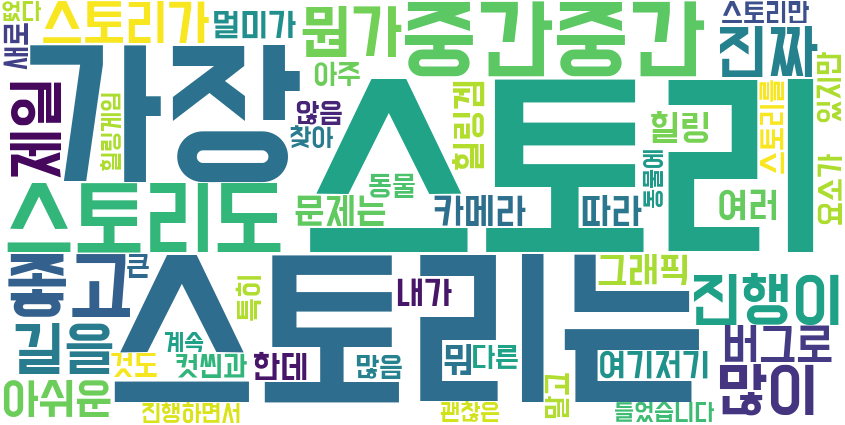 없다
스토리가
멀미가
뭔가
중간중간
스토리만
진짜
새로
제일
가장
아주
않음
찾아
힐링게임
힐링겜
스토리
힐링
스토리를
있지만
요소가
스토리도
동물
문제는
카메라
따라
동물에
여러
좋고
큰
스토리는
특히
내가
그래픽
진행이
길을
것도
계속
컷씬과
한데
많음
뭐
다른
여기저기
버그로
많이
아쉬운
진행하면서
괜찮은
말고
들었습니다